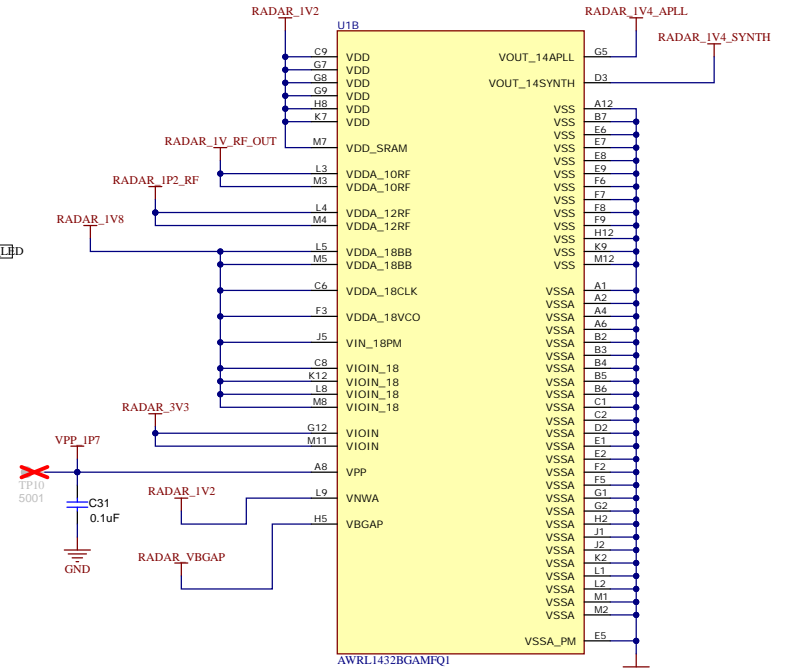 RADAR_1V2
RADAR_1V4_APLL
U1B
RADAR_1V4_SYNTH
C9 VDD VOUT_14APLL G5
G7 VDD
G8 VDD VOUT_14SYNTH D3
G9 VDD
H8 VDD VSS A12
K7 VDD VSS B7
VSS E6
RADAR_1V_RF_OUT M7 VDD_SRAM VSS E7
VSS E8
L3 VDDA_10RF VSS E9
M3 VDDA_10RF VSS F6
RADAR_1P2_RF VSS F7
L4 VDDA_12RF VSS F8
M4 VDDA_12RF VSS F9
RADAR_1V8 VSS H12
LED L5 VDDA_18BB VSS K9
M5 VDDA_18BB VSS M12
C6 VDDA_18CLK VSSA A1
VSSA A2
F3 VDDA_18VCO VSSA A4
VSSA A6
J5 VIN_18PM VSSA B2
VSSA B3
C8 VIOIN_18 VSSA B4
K12 VIOIN_18 VSSA B5
L8 VIOIN_18 VSSA B6
M8 VIOIN_18 VSSA C1
RADAR_3V3 VSSA C2
G12 VIOIN VSSA D2
M11 VIOIN VSSA E1
VPP_1P7 VSSA E2
A8 VPP VSSA F2
TP10 VSSA F5
5001 RADAR_1V2 L9 VNWA VSSA G1
C31 VSSA G2
0.1uF H5 VBGAP VSSA H2
VSSA J1
RADAR_VBGAP VSSA J2
GND VSSA K2
VSSA L1
VSSA L2
VSSA M1
VSSA M2
VSSA_PM E5
AWRL1432BGAMFQ1